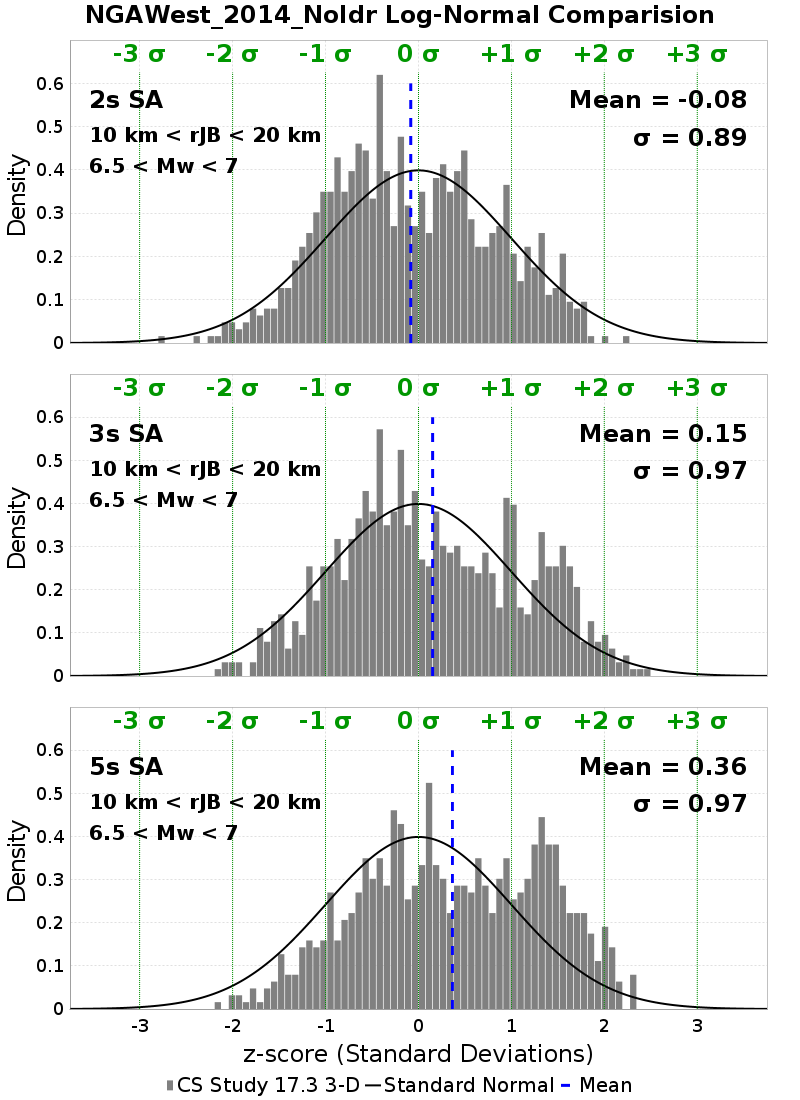 NGAWest_2014_NoIdr Log-Normal Comparision
-3 σ -2 σ -1 σ 0 σ +1 σ +2 σ +3 σ
0.6
2s SA Mean = -0.08
0.5
10 km < rJB < 20 km σ = 0.89
6.5 < Mw < 7
0.4
0.3
0.2
0.1
0
Density
-3 σ -2 σ -1 σ 0 σ +1 σ +2 σ +3 σ
0.6
3s SA Mean = 0.15
0.5
10 km < rJB < 20 km σ = 0.97
6.5 < Mw < 7
0.4
0.3
0.2
0.1
0
Density
-3 σ -2 σ -1 σ 0 σ +1 σ +2 σ +3 σ
0.6
5s SA Mean = 0.36
0.5
10 km < rJB < 20 km σ = 0.97
6.5 < Mw < 7
0.4
0.3
0.2
0.1
0
Density
-3 -2 -1 0 1 2 3
z-score (Standard Deviations)
CS Study 17.3 3-D Standard Normal Mean